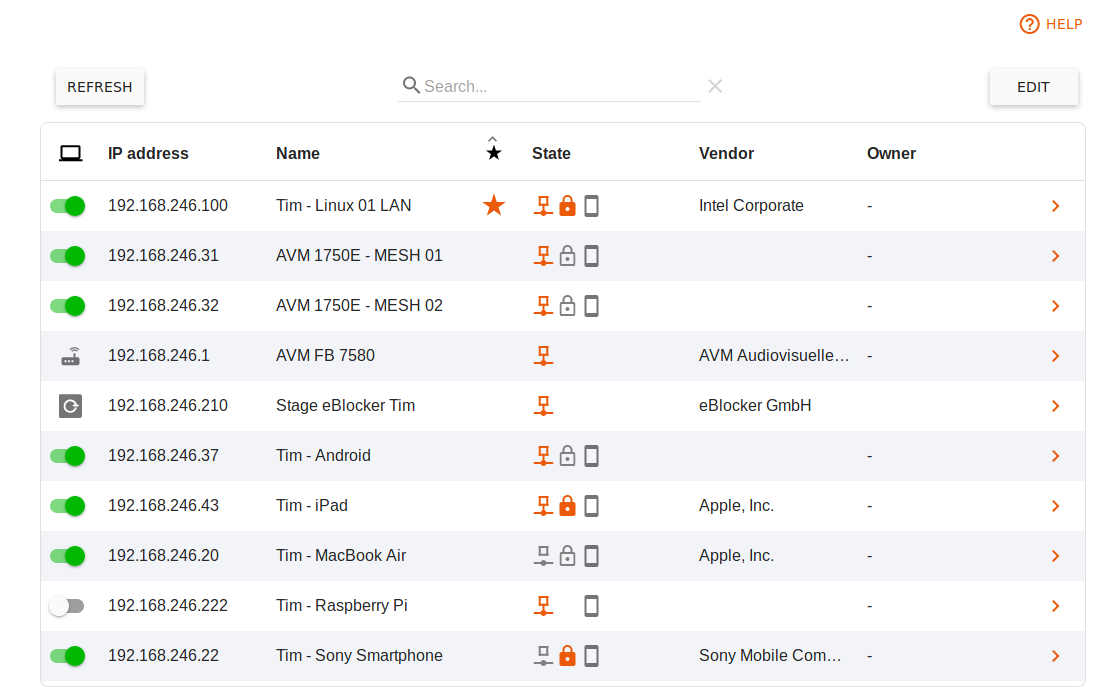 HELP
REFRESH Search... EDIT
IP address Name State Vendor Owner
192.168.246.100 Tim - Linux 01 LAN Intel Corporate -
192.168.246.31 AVM 1750E - MESH 01 -
192.168.246.32 AVM 1750E - MESH 02 -
192.168.246.1 AVM FB 7580 AVM Audiovisuelle… -
192.168.246.210 Stage eBlocker Tim eBlocker GmbH
192.168.246.37 Tim - Android -
192.168.246.43 Tim - iPad Apple, Inc. -
192.168.246.20 Tim - MacBook Air Apple, Inc. -
192.168.246.222 Tim - Raspberry Pi -
192.168.246.22 Tim - Sony Smartphone Sony Mobile Com… -